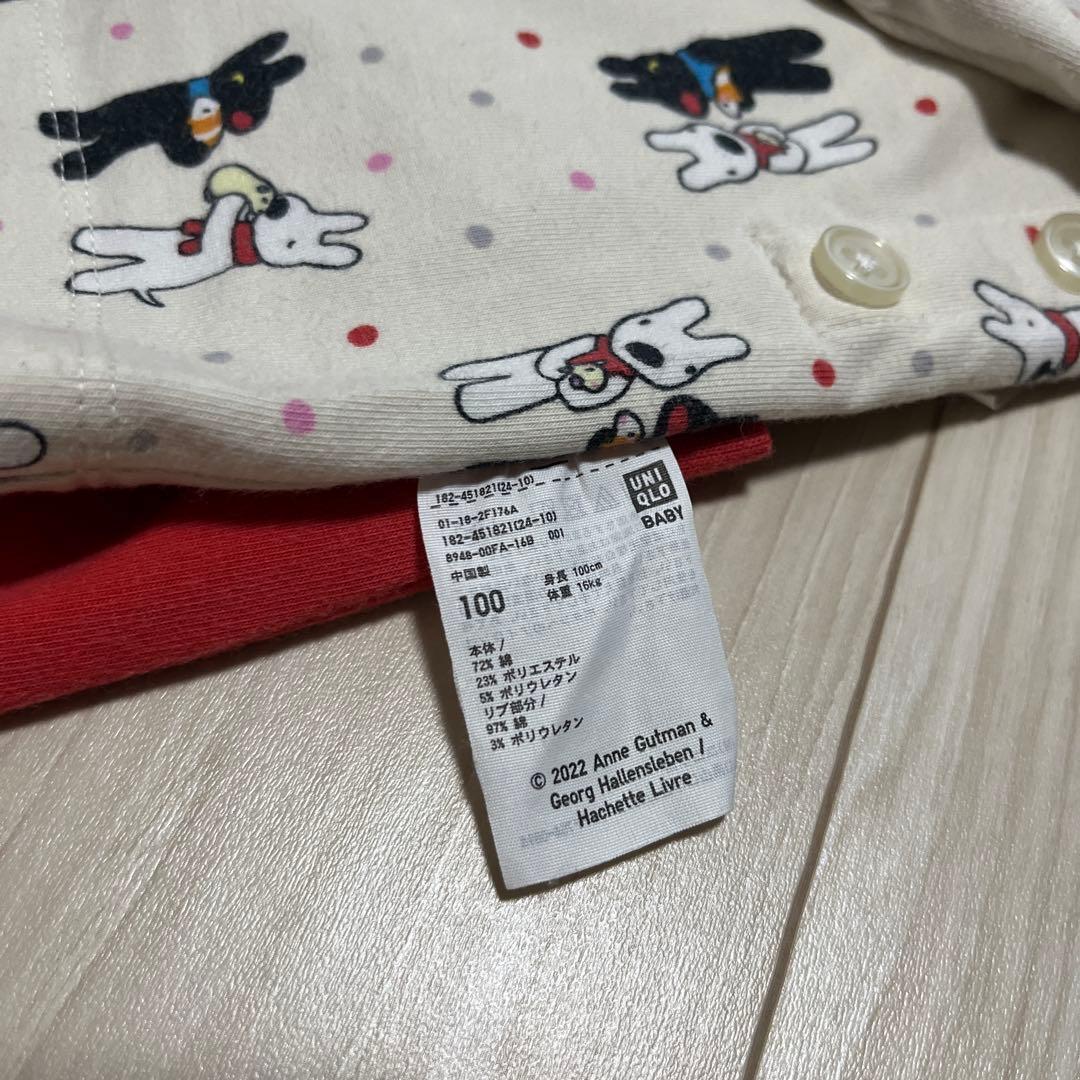 182-451821(24-10)
01-18-2F176A
182-451821(24-10)
8948-00FA-16B 001
UNI
QLO
BABY
中国製
100
身長 100cm
体重 16kg
本体 /
72% 綿
23% ポリエステル
5% ポリウレタン
リブ部分 /
97% 綿
3% ポリウレタン
© 2022 Anne Gutman &
Georg Hallensleben /
Hachette Livre